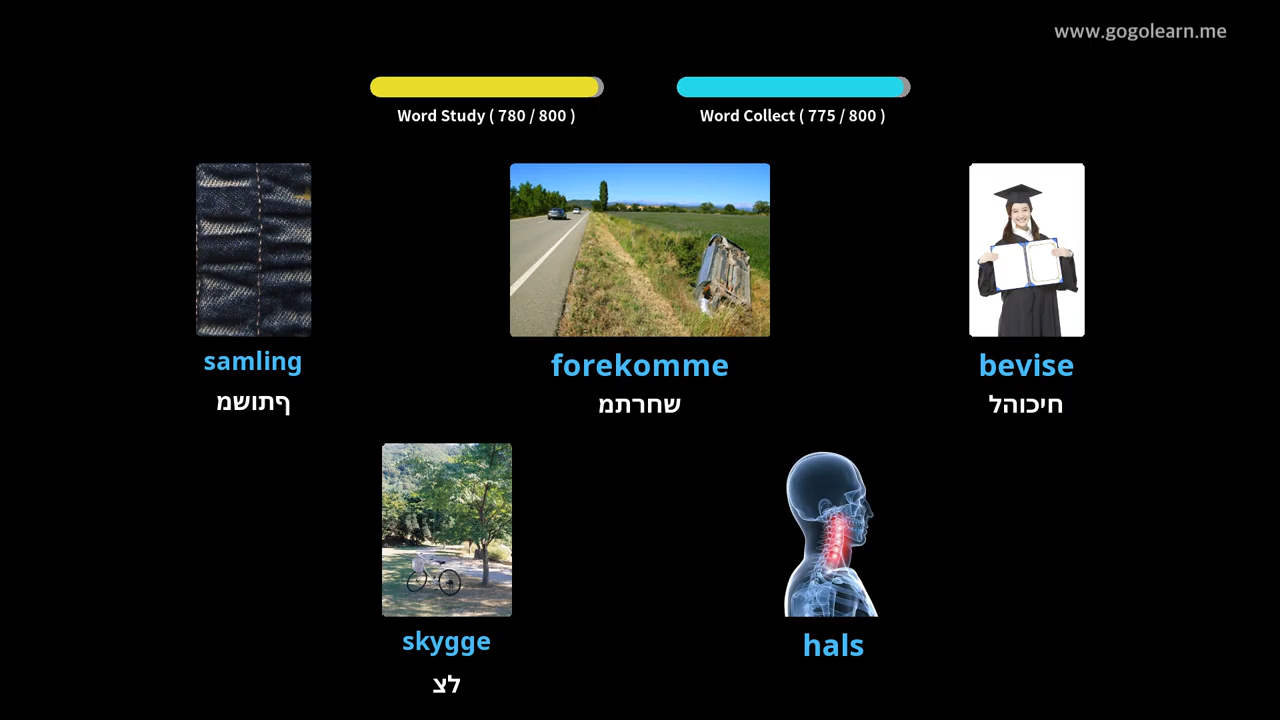 www.gogolearn.me
Word Study ( 780 / 800 )
Word Collect ( 775 / 800 )
samling
ףתושמ
forekomme
שחרתמ
bevise
חיכוהל
skygge
לצ
hals